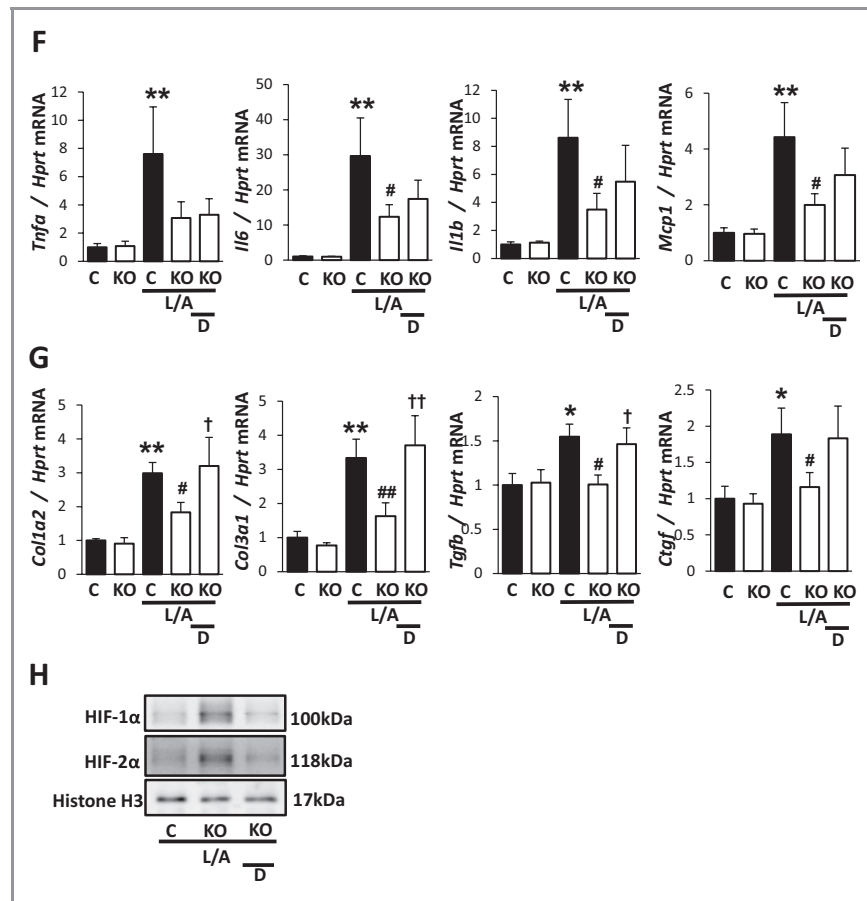 F
Tnfa / Hprt mRNA
12
10
8
6
4
2
0
**
C KO C KO KO
L/A
D
Il6 / Hprt mRNA
50
40
30
20
10
0
**
#
C KO C KO KO
L/A
D
Il1b / Hprt mRNA
12
10
8
6
4
2
0
**
#
C KO C KO KO
L/A
D
Mcp1 / Hprt mRNA
6
4
2
0
**
#
C KO C KO KO
L/A
D
G
Col1a2 / Hprt mRNA
5
4
3
2
1
0
**
#
†
C KO C KO KO
L/A
D
Col3a1 / Hprt mRNA
5
4
3
2
1
0
**
##
††
C KO C KO KO
L/A
D
Tgfb / Hprt mRNA
2
1.5
1
0.5
0
*
#
†
C KO C KO KO
L/A
D
Ctgf / Hprt mRNA
2.5
2
1.5
1
0.5
0
*
#
C KO C KO KO
L/A
D
H
HIF-1α 100kDa
HIF-2α 118kDa
Histone H3 17kDa
C KO KO
L/A
D